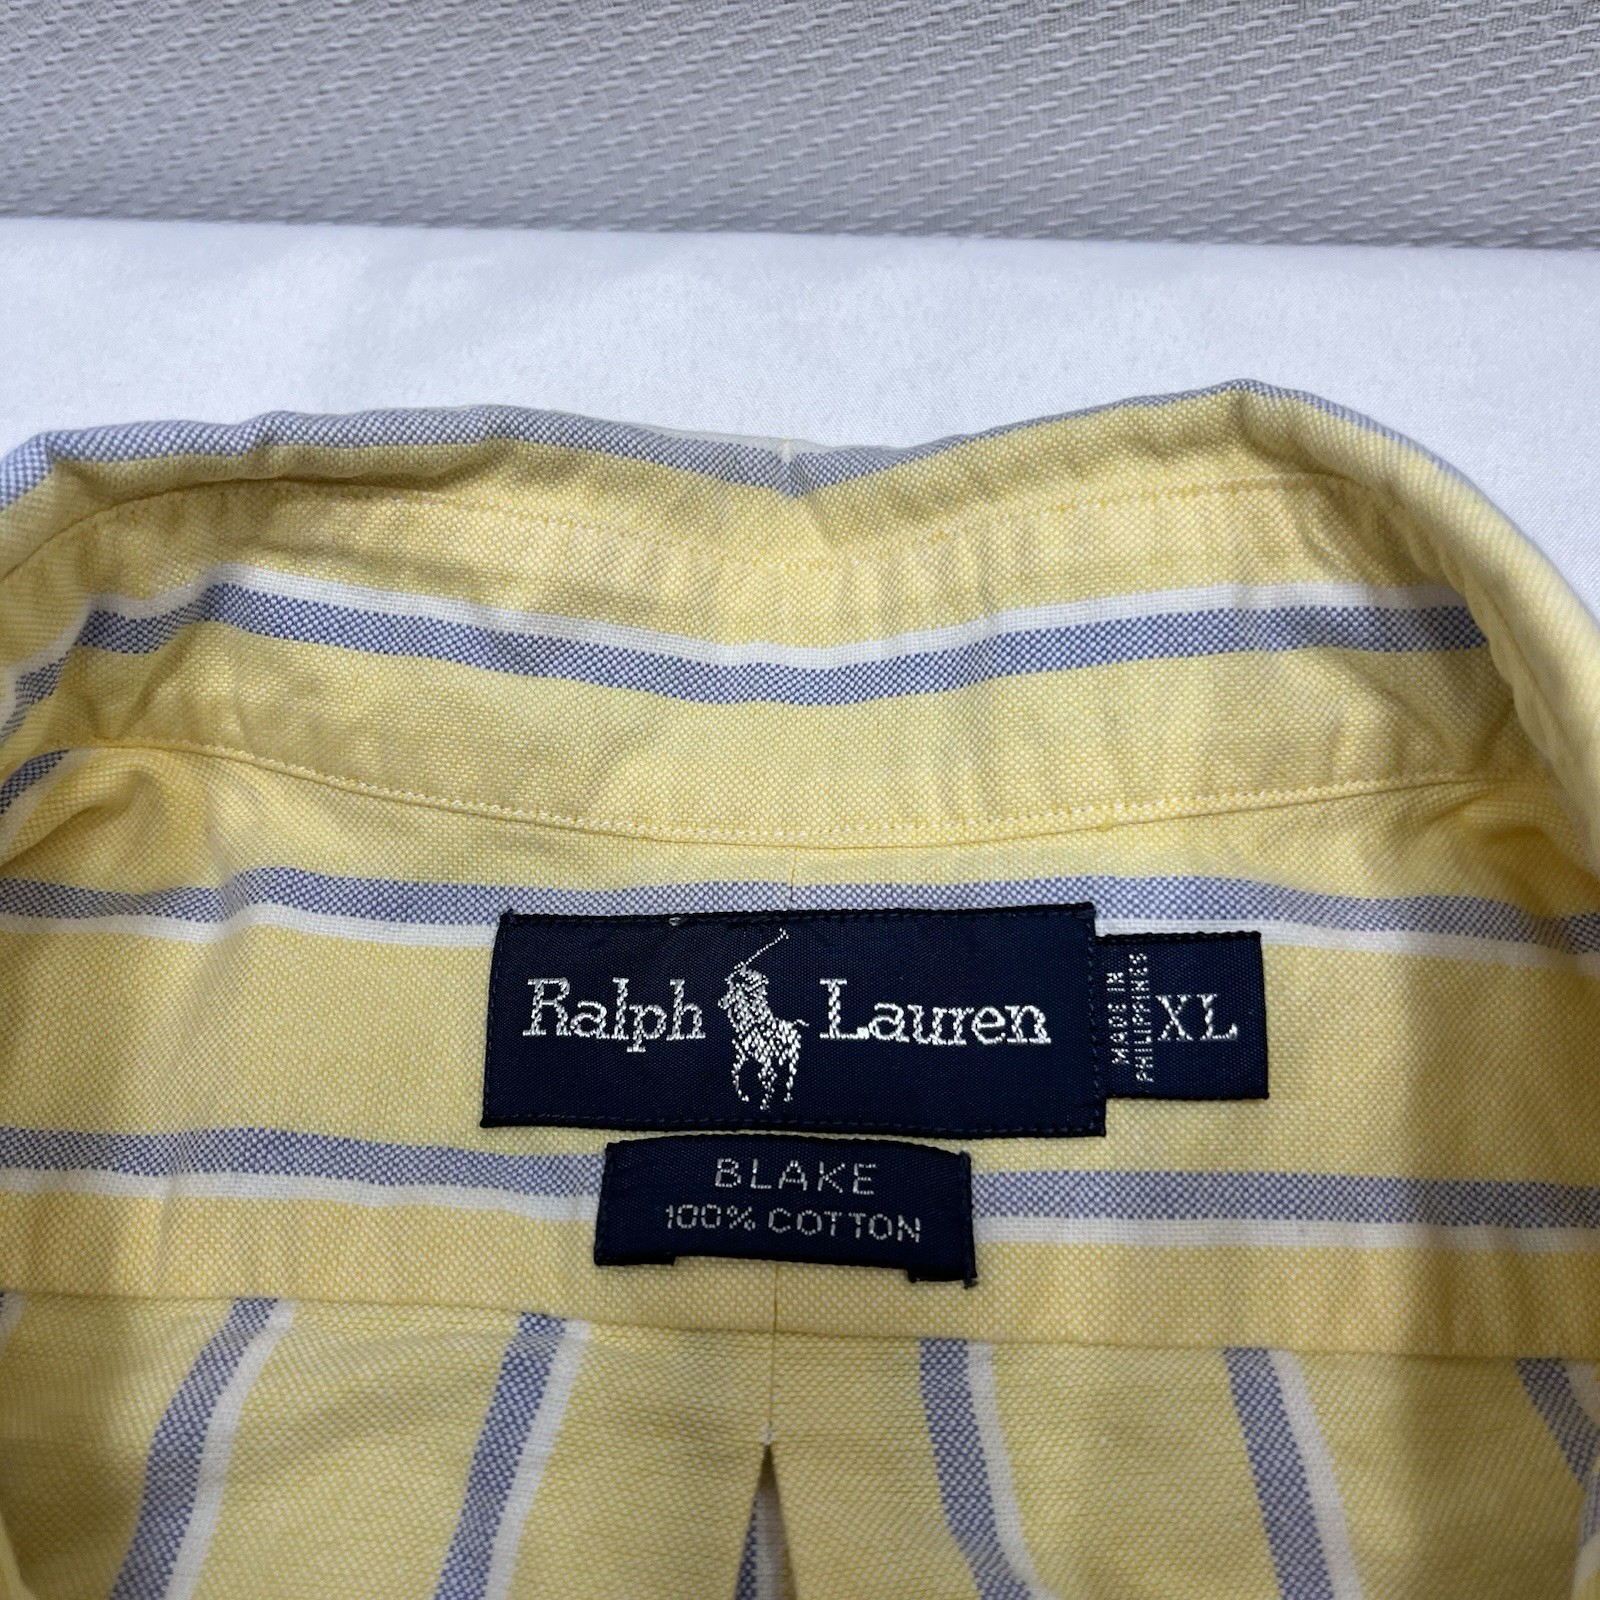 Ralph Lauren
MADE IN
PHILIPPINES
XL
BLAKE
100% COTTON